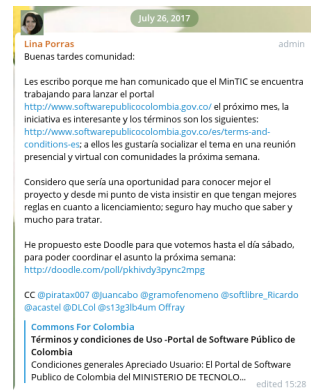 July 26, 2017
Lina Porras admin
Buenas tardes comunidad:
Les escribo porque me han comunicado que el MinTIC se encuentra
trabajando para lanzar el portal
http://www.softwarepublicocolombia.gov.co/ el próximo mes, la
iniciativa es interesante y los términos son los siguientes:
http://www.softwarepublicocolombia.gov.co/es/terms-and-
conditions-es; a ellos les gustaría socializar el tema en una reunión
presencial y virtual con comunidades la próxima semana.
Considero que sería una oportunidad para conocer mejor el
proyecto y desde mi punto de vista insistir en que tengan mejores
reglas en cuanto a licenciamiento; seguro hay mucho que saber y
mucho para tratar.
He propuesto este Doodle para que votemos hasta el día sábado,
para poder coordinar el asunto la próxima semana:
http://doodle.com/poll/pkhivdy3pync2mpg
CC @piratax007 @Juancabo @gramofenomeno @softlibre_Ricardo
@acastel @DLCol @s13g3lb4um Offray
Commons For Colombia
Términos y condiciones de Uso -Portal de Software Público de
Colombia
Condiciones generales Apreciado Usuario: El Portal de Software
Publico de Colombia del MINISTERIO DE TECNOLO...
edited 15:28